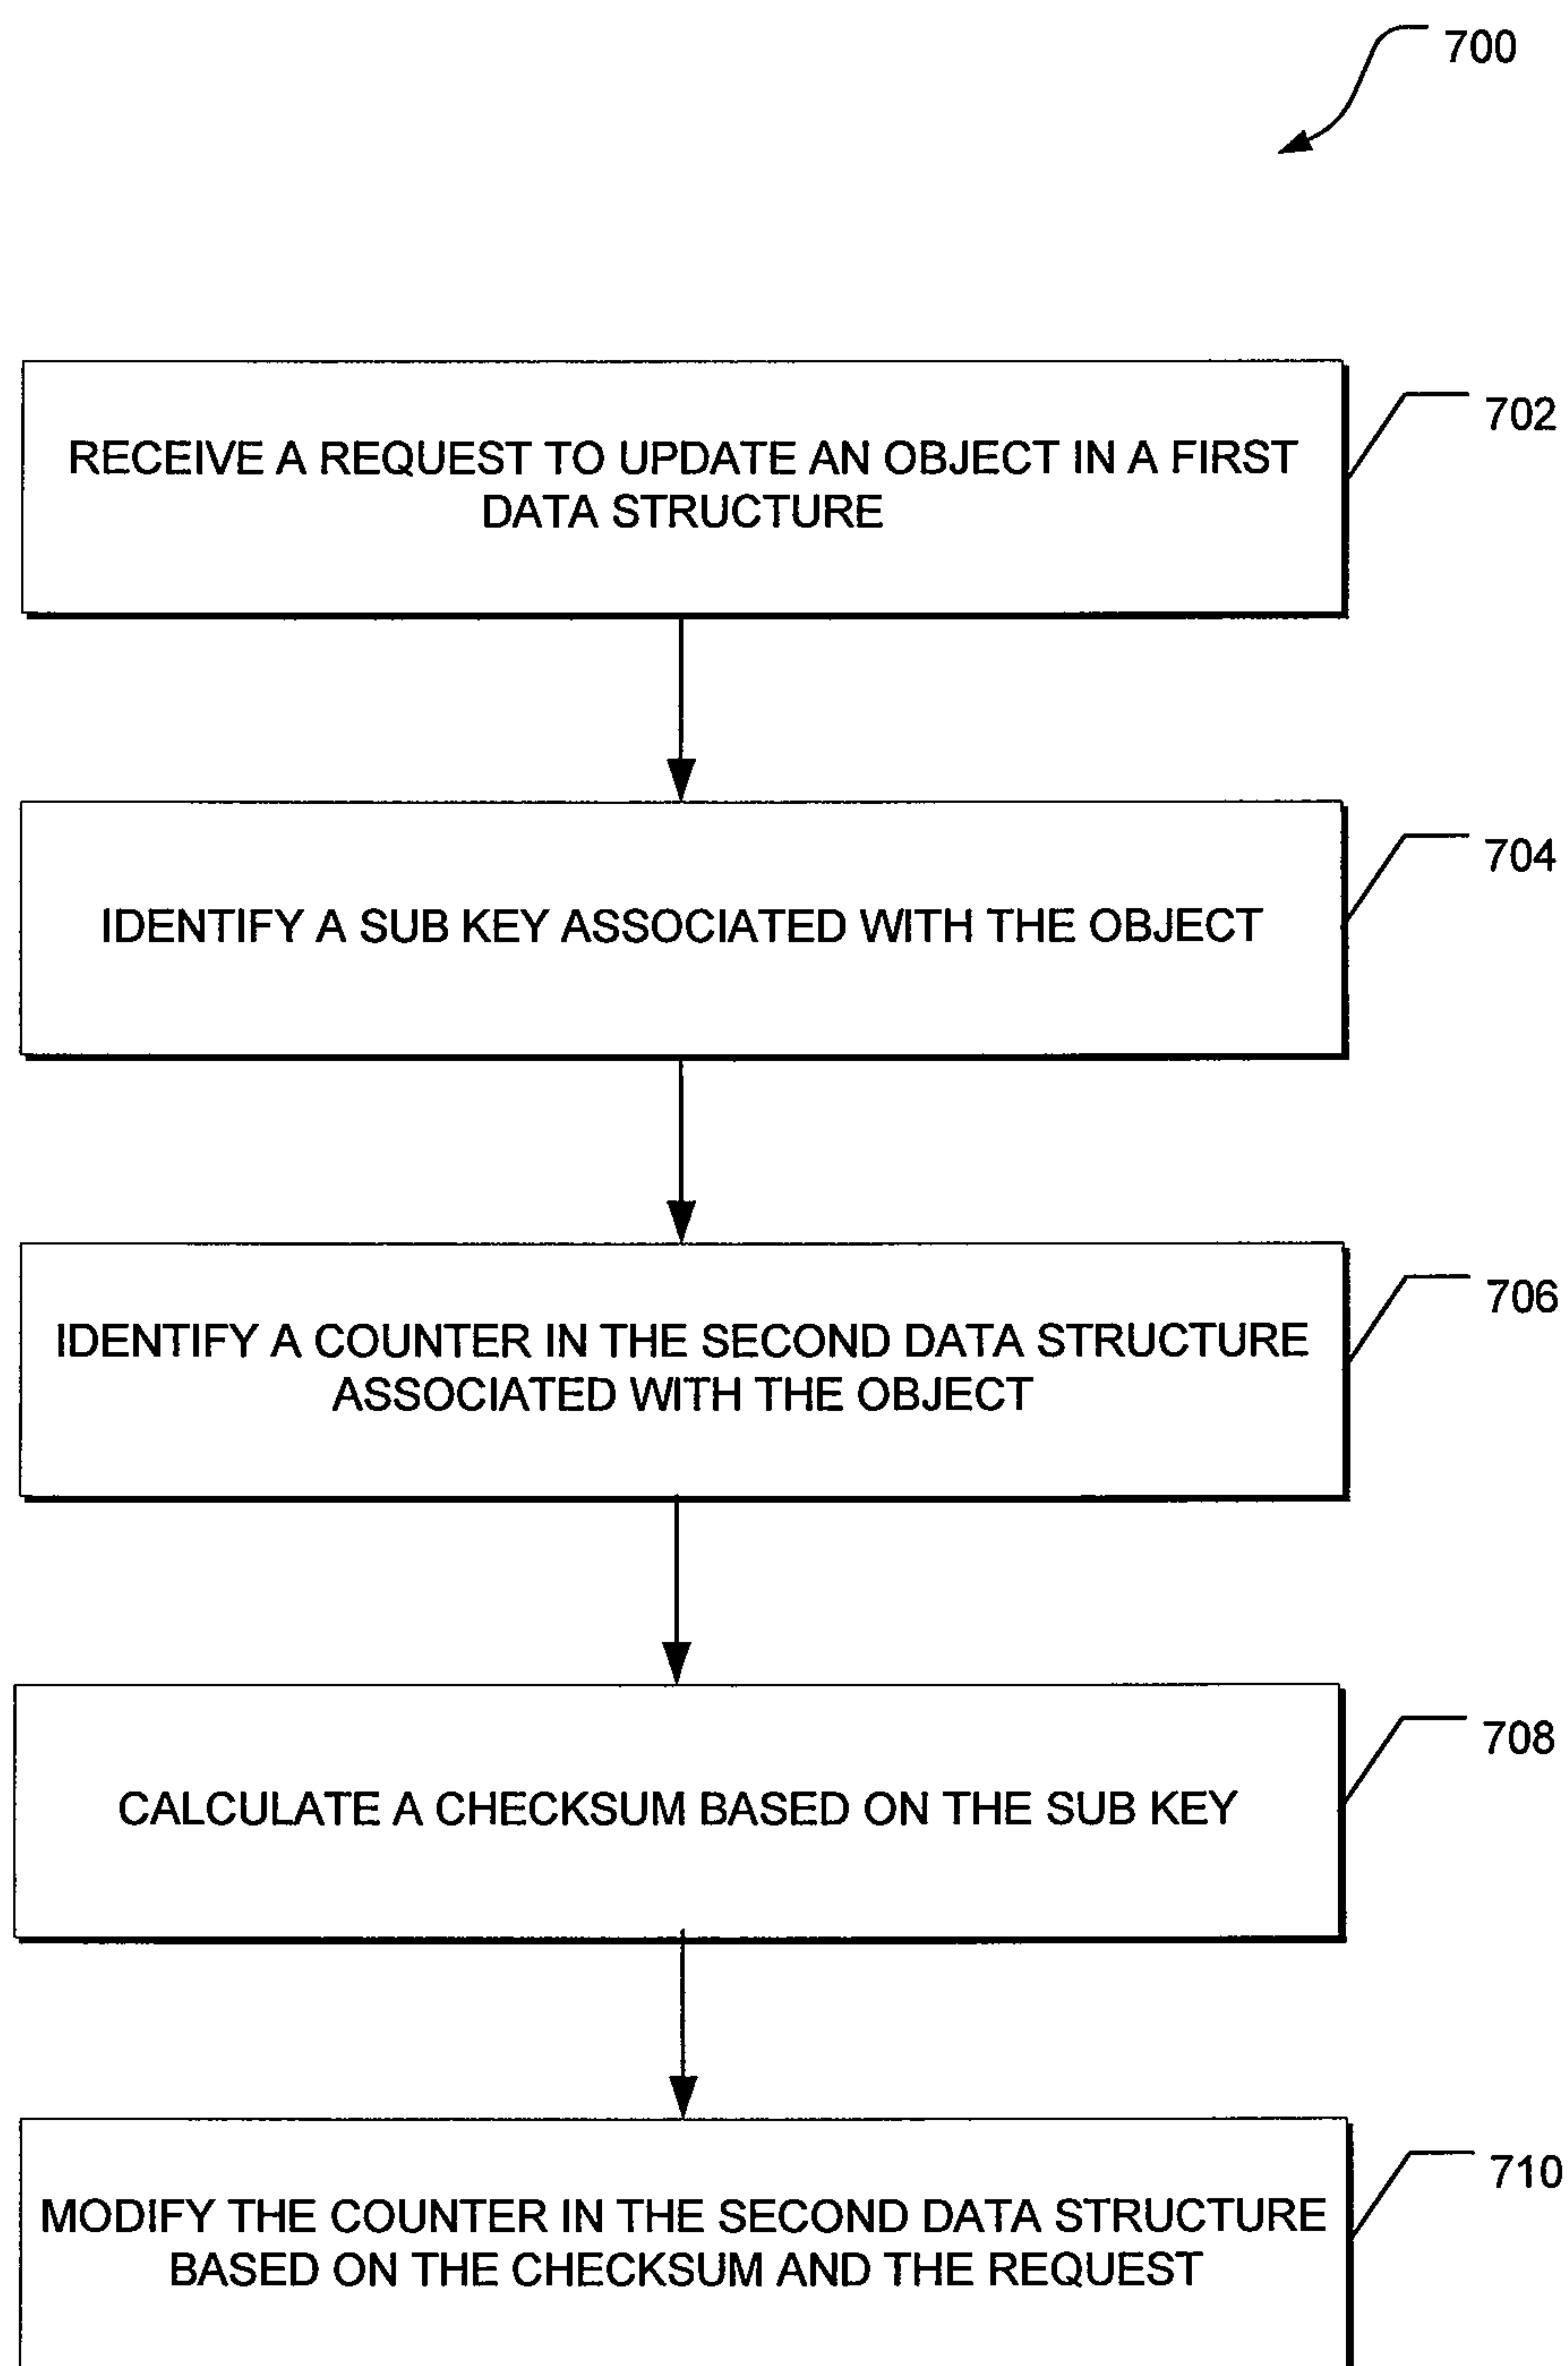 700
702
RECEIVE A REQUEST TO UPDATE AN OBJECT IN A FIRST
DATA STRUCTURE
704
IDENTIFY A SUB KEY ASSOCIATED WITH THE OBJECT
706
IDENTIFY A COUNTER IN THE SECOND DATA STRUCTURE
ASSOCIATED WITH THE OBJECT
708
CALCULATE A CHECKSUM BASED ON THE SUB KEY
710
MODIFY THE COUNTER IN THE SECOND DATA STRUCTURE
BASED ON THE CHECKSUM AND THE REQUEST